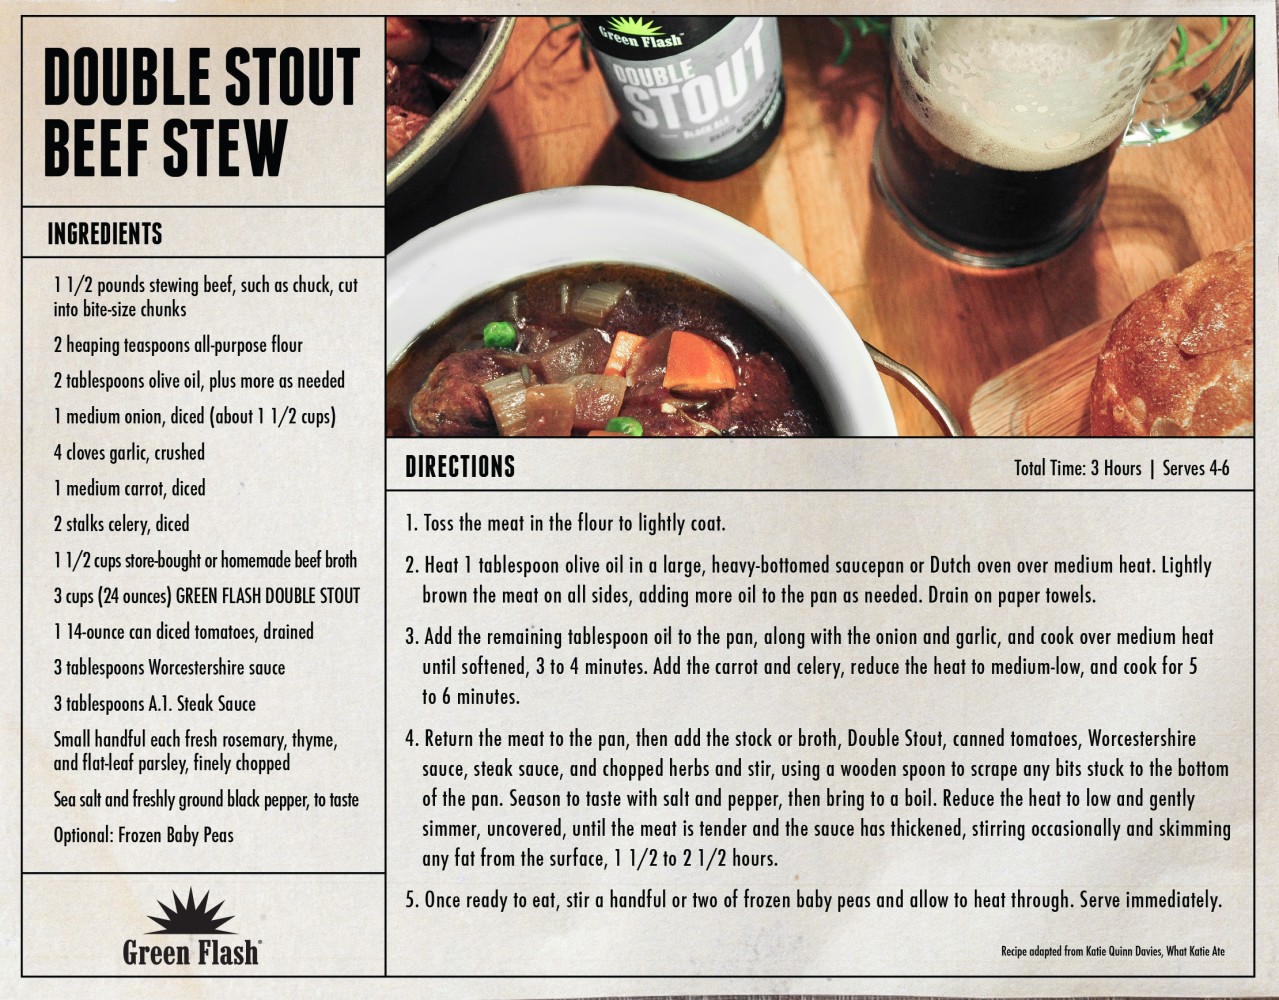 DOUBLE STOUT
BEEF STEW
INGREDIENTS
1 1/2 pounds stewing beef, such as chuck, cut
into bite-size chunks
2 heaping teaspoons all-purpose flour
2 tablespoons olive oil, plus more as needed
1 medium onion, diced (about 1 1/2 cups)
4 cloves garlic, crushed
1 medium carrot, diced
2 stalks celery, diced
1 1/2 cups store-bought or homemade beef broth
3 cups (24 ounces) GREEN FLASH DOUBLE STOUT
1 14-ounce can diced tomatoes, drained
3 tablespoons Worcestershire sauce
3 tablespoons A.1. Steak Sauce
Small handful each fresh rosemary, thyme,
and flat-leaf parsley, finely chopped
Sea salt and freshly ground black pepper, to taste
Optional: Frozen Baby Peas
Green Flash
Green Flash
DOUBLE
STOUT
BLACK ALE
DIRECTIONS
Total Time: 3 Hours | Serves 4-6
1. Toss the meat in the flour to lightly coat.
2. Heat 1 tablespoon olive oil in a large, heavy-bottomed saucepan or Dutch oven over medium heat. Lightly
brown the meat on all sides, adding more oil to the pan as needed. Drain on paper towels.
3. Add the remaining tablespoon oil to the pan, along with the onion and garlic, and cook over medium heat
until softened, 3 to 4 minutes. Add the carrot and celery, reduce the heat to medium-low, and cook for 5
to 6 minutes.
4. Return the meat to the pan, then add the stock or broth, Double Stout, canned tomatoes, Worcestershire
sauce, steak sauce, and chopped herbs and stir, using a wooden spoon to scrape any bits stuck to the bottom
of the pan. Season to taste with salt and pepper, then bring to a boil. Reduce the heat to low and gently
simmer, uncovered, until the meat is tender and the sauce has thickened, stirring occasionally and skimming
any fat from the surface, 1 1/2 to 2 1/2 hours.
5. Once ready to eat, stir a handful or two of frozen baby peas and allow to heat through. Serve immediately.
Recipe adapted from Katie Quinn Davies, What Katie Ate